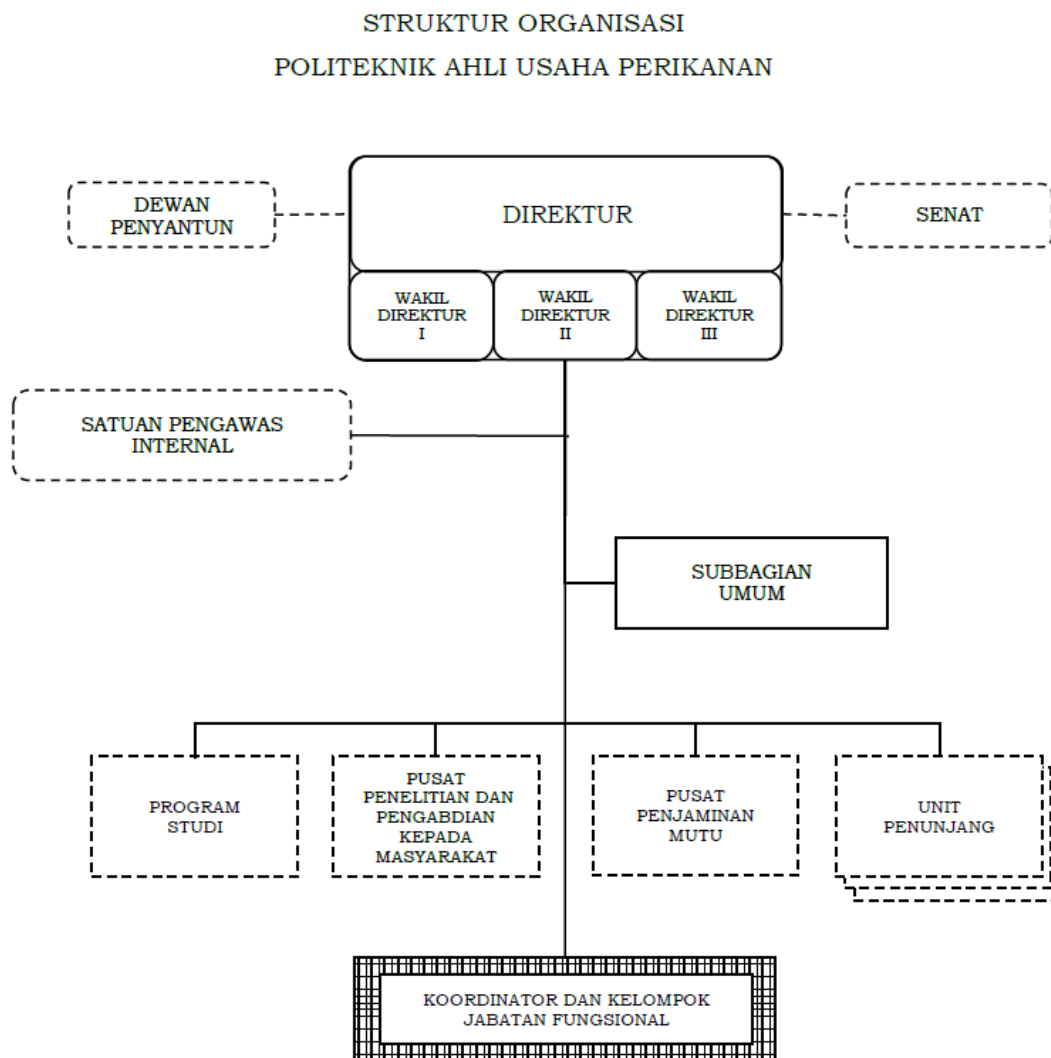 STRUKTUR ORGANISASI
POLITEKNIK AHLI USAHA PERIKANAN
DEWAN
PENYANTUN
DIREKTUR
SENAT
WAKIL
DIREKTUR
I
WAKIL
DIREKTUR
II
WAKIL
DIREKTUR
III
SATUAN PENGAWAS
INTERNAL
SUBBAGIAN
UMUM
PROGRAM
STUDI
PUSAT
PENELITIAN DAN
PENGABDIAN
KEPADA
MASYARAKAT
PUSAT
PENJAMINAN
MUTU
UNIT
PENUNJANG
KOORDINATOR DAN KELOMPOK
JABATAN FUNGSIONAL